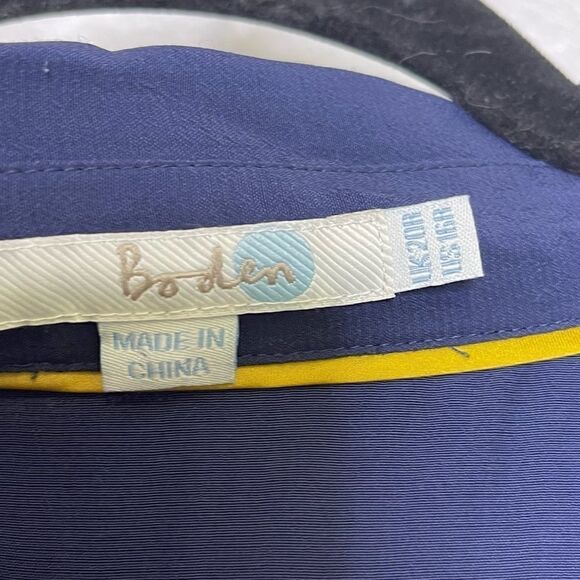 Boden
UK20R
US16R
MADE IN
CHINA